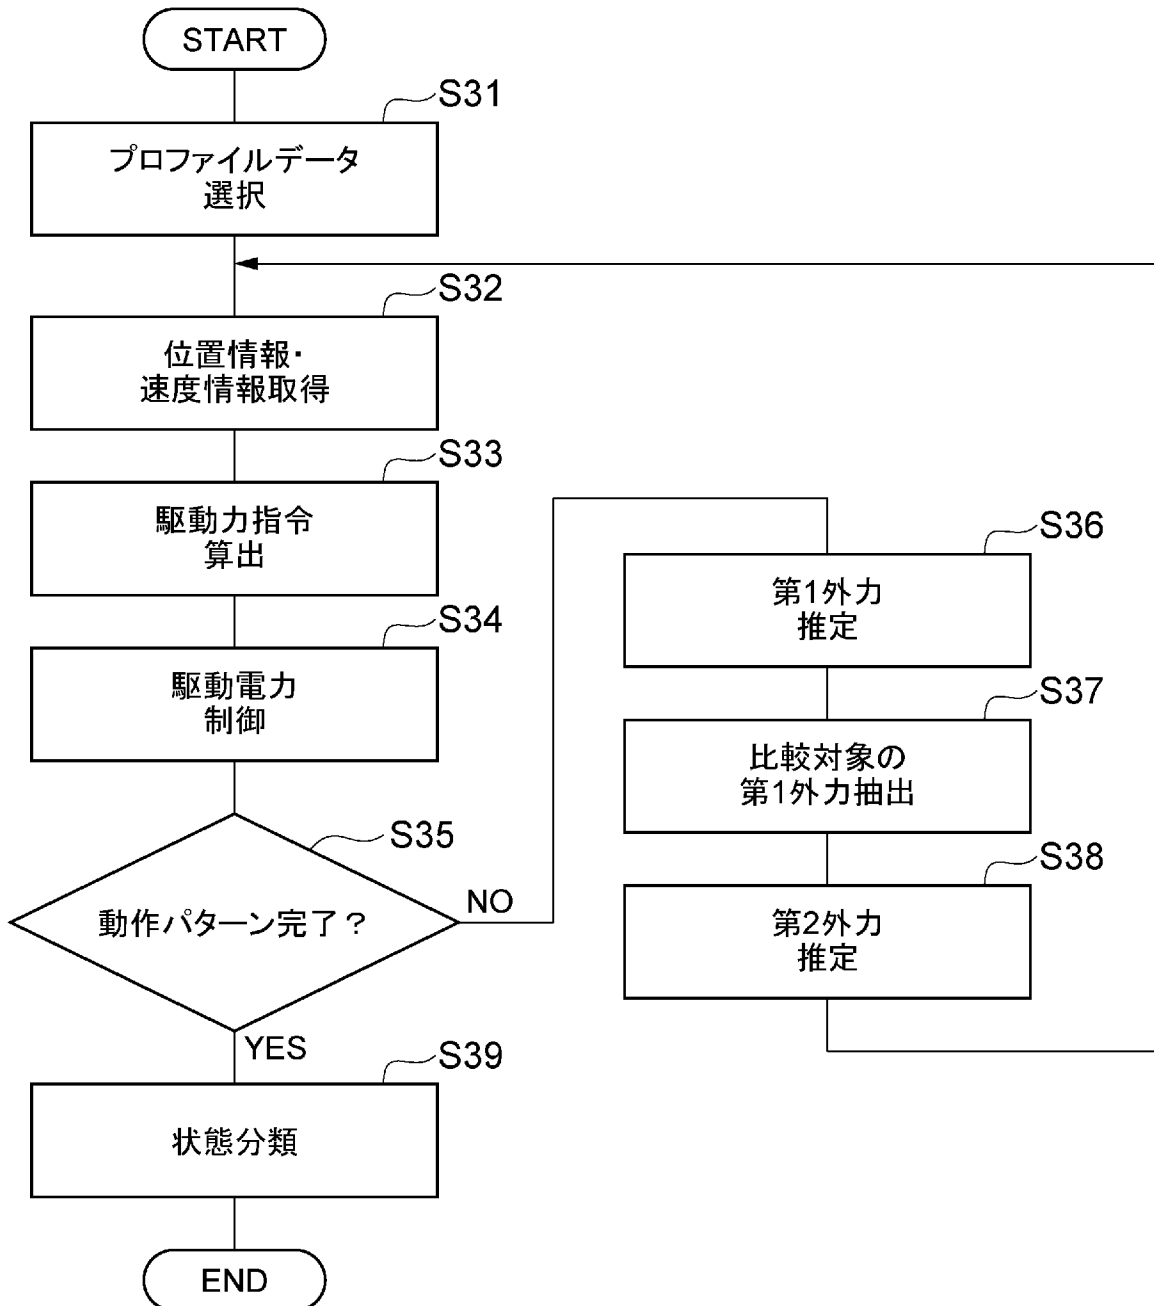 START
S31
プロファイルデータ
選択
S32
位置情報・
速度情報取得
S33
駆動力指令
算出
S34
駆動電力
制御
S35
動作パターン完了？
NO
YES
S36
第1外力
推定
S37
比較対象の
第1外力抽出
S38
第2外力
推定
S39
状態分類
END